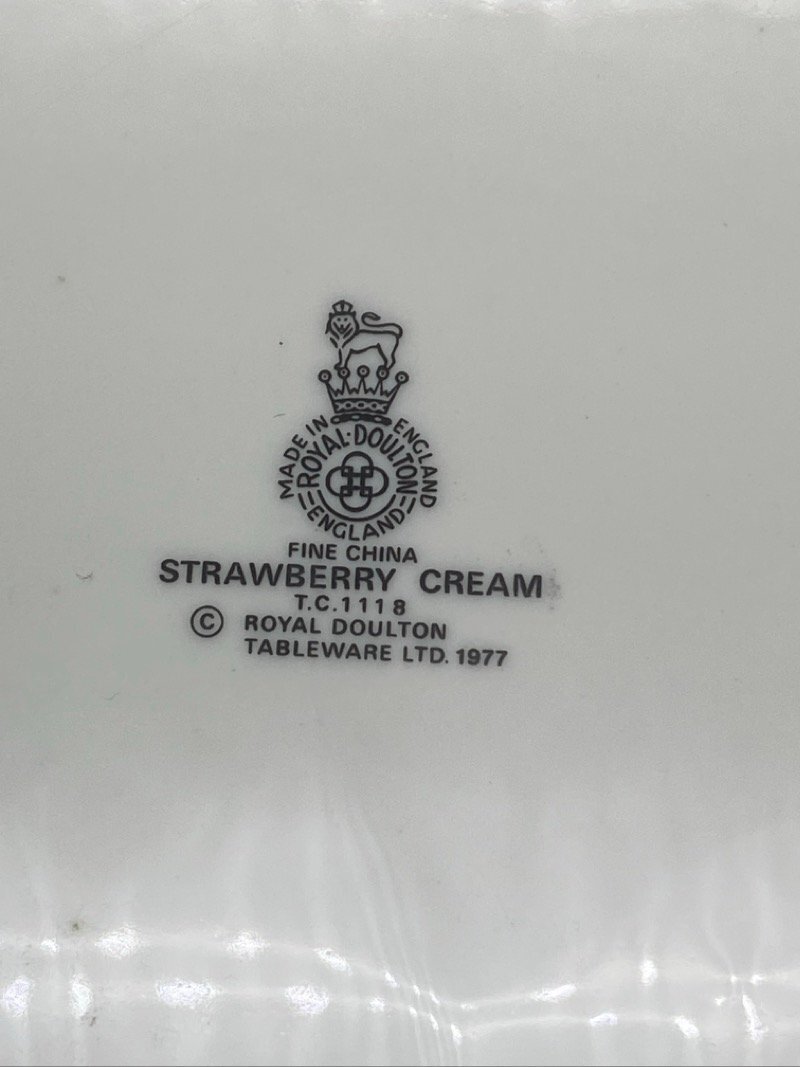 MADE IN ENGLAND
ROYAL·DOULTON
ENGLAND
FINE CHINA
STRAWBERRY CREAM
T.C.1118
© ROYAL DOULTON
TABLEWARE LTD. 1977